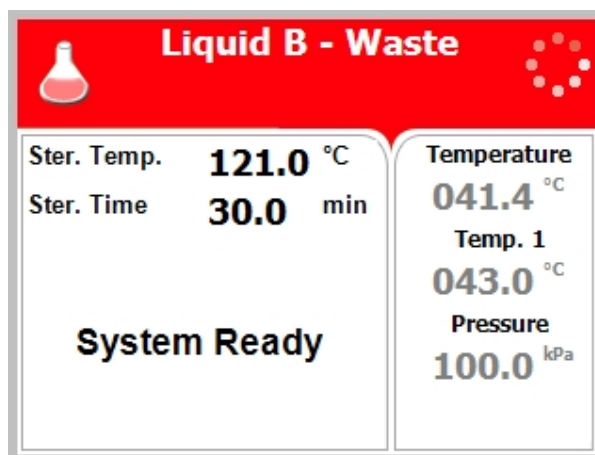 Liquid B - Waste
Ster. Temp. 121.0 °C
Ster. Time 30.0 min
System Ready
Temperature
041.4 °C
Temp. 1
043.0 °C
Pressure
100.0 kPa